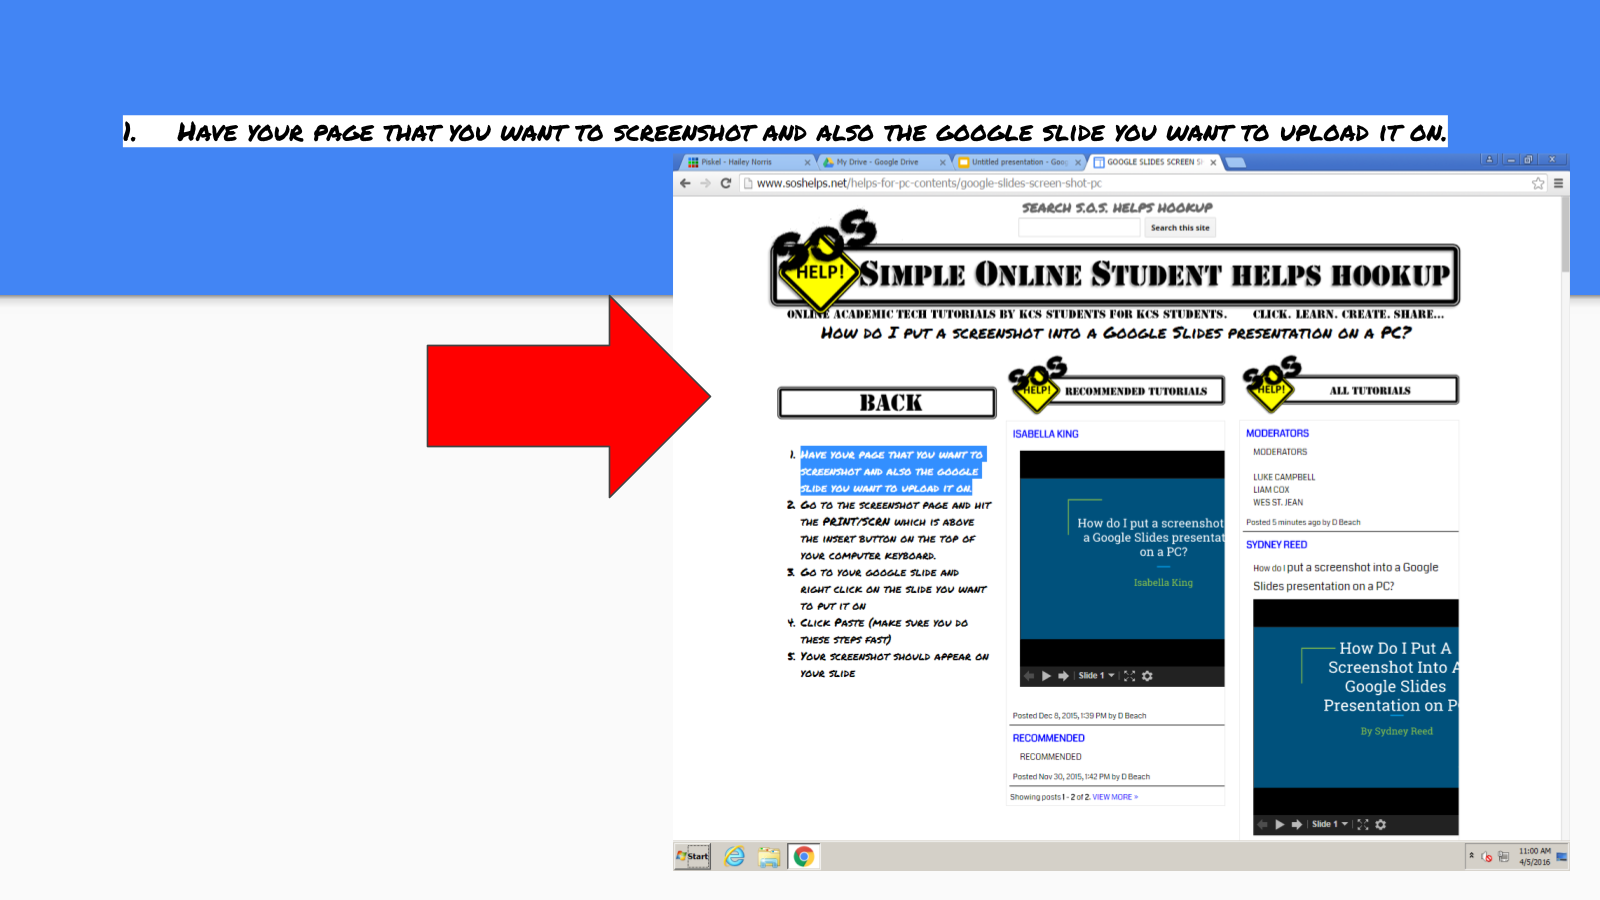 1. HAVE YOUR PAGE THAT YOU WANT TO SCREENSHOT AND ALSO THE GOOGLE SLIDE YOU WANT TO UPLOAD IT ON.
Piskel - Hailey Norris
My Drive - Google Drive
Untitled presentation - Goo
GOOGLE SLIDES SCREEN S
www.soshelps.net/helps-for-pc-contents/google-slides-screen-shot-pc
SEARCH S.O.S. HELPS HOOKUP
Search this site
SOS
HELP!
SIMPLE ONLINE STUDENT HELPS HOOKUP
ONLINE ACADEMIC TECH TUTORIALS BY KCS STUDENTS FOR KCS STUDENTS. CLICK. LEARN. CREATE. SHARE...
HOW DO I PUT A SCREENSHOT INTO A GOOGLE SLIDES PRESENTATION ON A PC?
BACK
1. HAVE YOUR PAGE THAT YOU WANT TO
SCREENSHOT AND ALSO THE GOOGLE
SLIDE YOU WANT TO UPLOAD IT ON.
2. GO TO THE SCREENSHOT PAGE AND HIT
THE PRINT/SCRN WHICH IS ABOVE
THE INSERT BUTTON ON THE TOP OF
YOUR COMPUTER KEYBOARD.
3. GO TO YOUR GOOGLE SLIDE AND
RIGHT CLICK ON THE SLIDE YOU WANT
TO PUT IT ON
4. CLICK PASTE (MAKE SURE YOU DO
THESE STEPS FAST)
5. YOUR SCREENSHOT SHOULD APPEAR ON
YOUR SLIDE
SOS
HELP!
RECOMMENDED TUTORIALS
ISABELLA KING
How do I put a screenshot
a Google Slides presentat
on a PC?
Isabella King
Slide 1
Posted Dec 8, 2015, 1:39 PM by D Beach
RECOMMENDED
RECOMMENDED
Posted Nov 30, 2015, 1:42 PM by D Beach
Showing posts 1 - 2 of 2. VIEW MORE »
SOS
HELP!
ALL TUTORIALS
MODERATORS
MODERATORS
LUKE CAMPBELL
LIAM COX
WES ST. JEAN
Posted 5 minutes ago by D Beach
SYDNEY REED
How do I put a screenshot into a Google
Slides presentation on a PC?
How Do I Put A
Screenshot Into A
Google Slides
Presentation on P
By Sydney Reed
Slide 1
Start
11:00 AM
4/5/2016